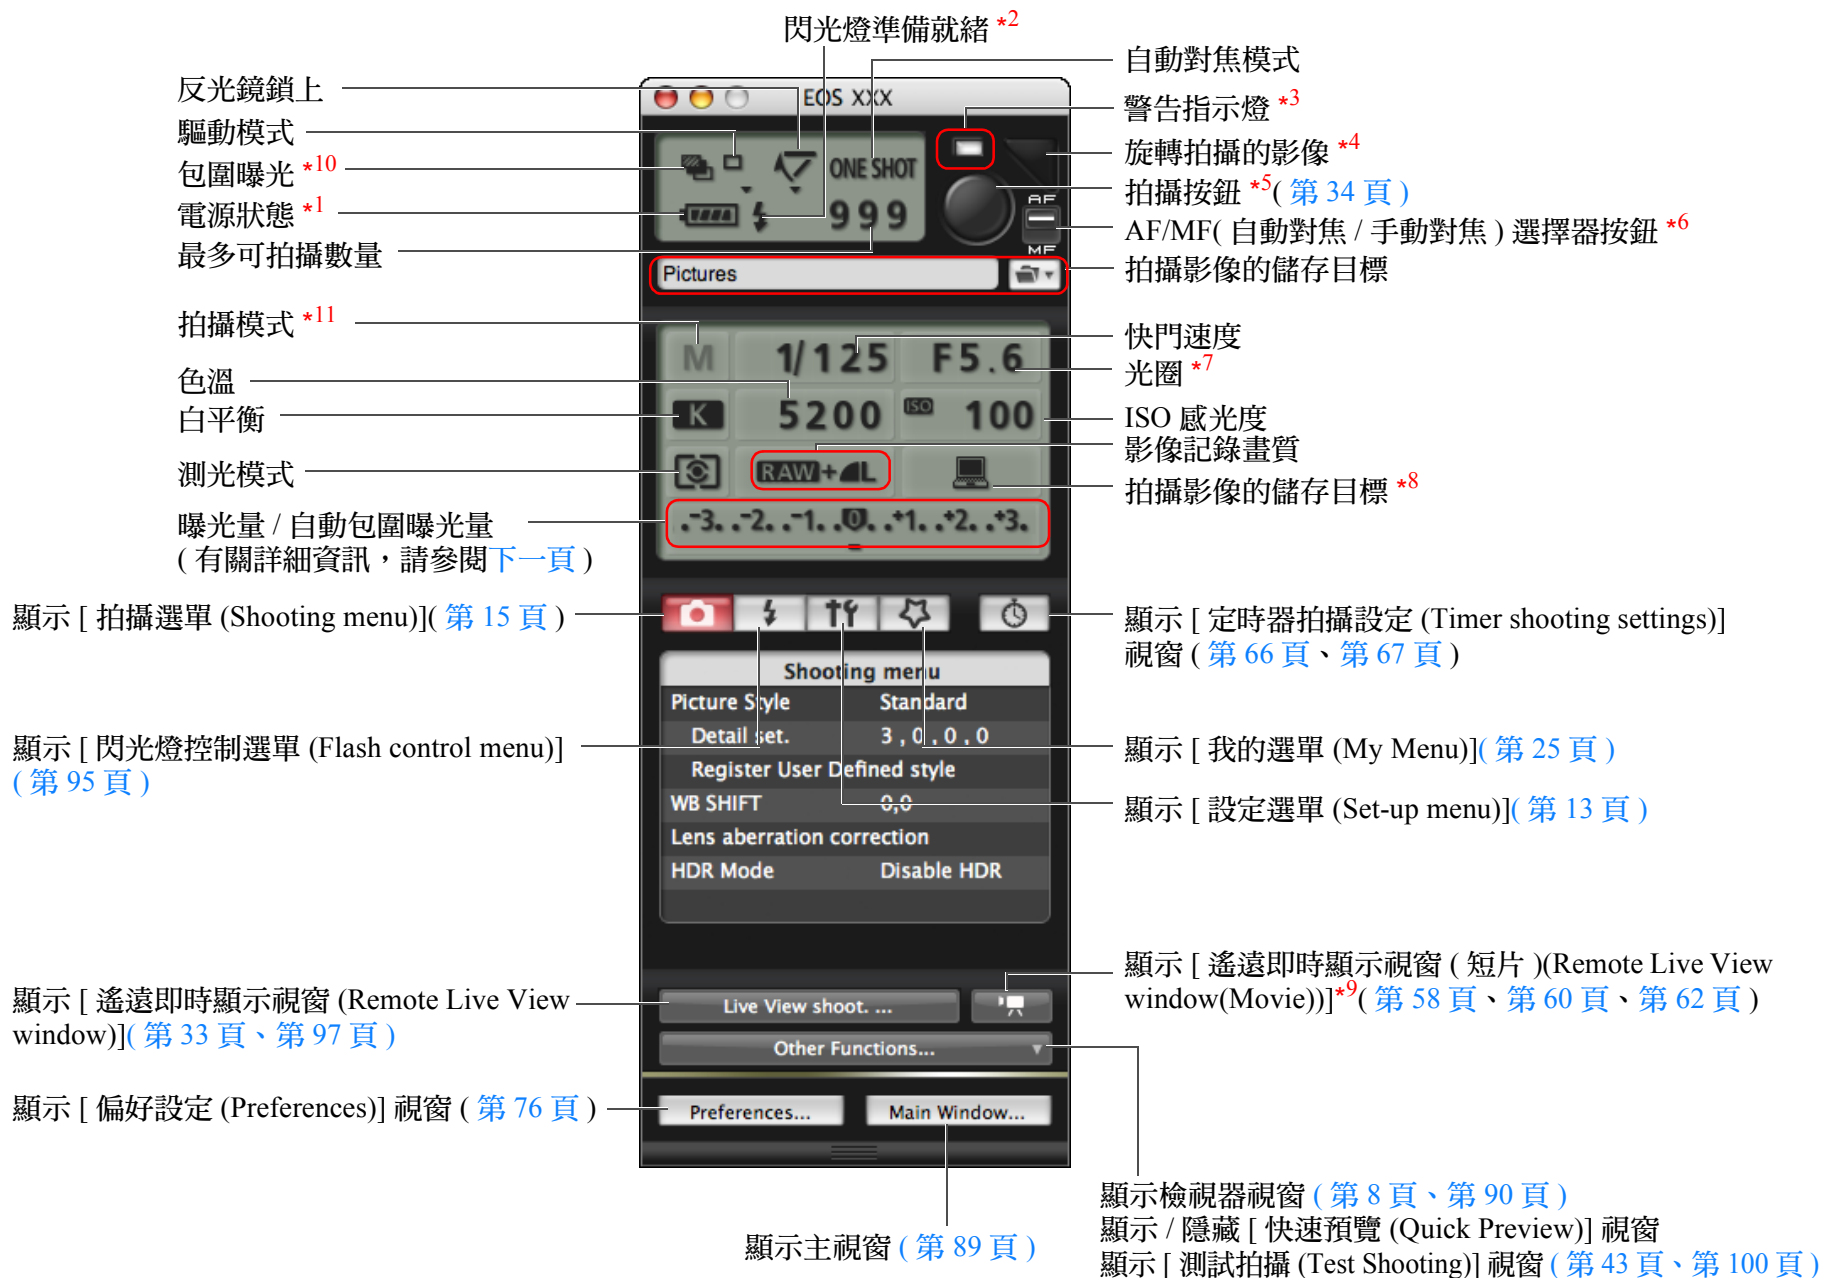 閃光燈準備就緒 *2
反光鏡鎖上
驅動模式
包圍曝光 *10
電源狀態 *1
最多可拍攝數量
拍攝模式 *11
色溫
白平衡
測光模式
曝光量 / 自動包圍曝光量
( 有關詳細資訊，請參閱下一頁 )
顯示 [ 拍攝選單 (Shooting menu)]( 第 15 頁 )
顯示 [ 閃光燈控制選單 (Flash control menu)]
( 第 95 頁 )
顯示 [ 遙遠即時顯示視窗 (Remote Live View
window)]( 第 33 頁、第 97 頁 )
顯示 [ 偏好設定 (Preferences)] 視窗 ( 第 76 頁 )
EOS XXX
ONE SHOT
999
AF
MF
Pictures
M 1/125 F5.6
K 5200 ISO 100
RAW+L
.-3. .-2. .-1. .0. .+1. .+2. .+3.
Shooting menu
Picture Style Standard
Detail set. 3 , 0 , 0 , 0
Register User Defined style
WB SHIFT 0,0
Lens aberration correction
HDR Mode Disable HDR
Live View shoot. ...
Other Functions...
Preferences... Main Window...
自動對焦模式
警告指示燈 *3
旋轉拍攝的影像 *4
拍攝按鈕 *5( 第 34 頁 )
AF/MF( 自動對焦 / 手動對焦 ) 選擇器按鈕 *6
拍攝影像的儲存目標
快門速度
光圈 *7
ISO 感光度
影像記錄畫質
拍攝影像的儲存目標 *8
顯示 [ 定時器拍攝設定 (Timer shooting settings)]
視窗 ( 第 66 頁、第 67 頁 )
顯示 [ 我的選單 (My Menu)]( 第 25 頁 )
顯示 [ 設定選單 (Set-up menu)]( 第 13 頁 )
顯示 [ 遙遠即時顯示視窗 ( 短片 )(Remote Live View
window(Movie))]*9( 第 58 頁、第 60 頁、第 62 頁 )
顯示主視窗 ( 第 89 頁 )
顯示檢視器視窗 ( 第 8 頁、第 90 頁 )
顯示 / 隱藏 [ 快速預覽 (Quick Preview)] 視窗
顯示 [ 測試拍攝 (Test Shooting)] 視窗 ( 第 43 頁、第 100 頁 )